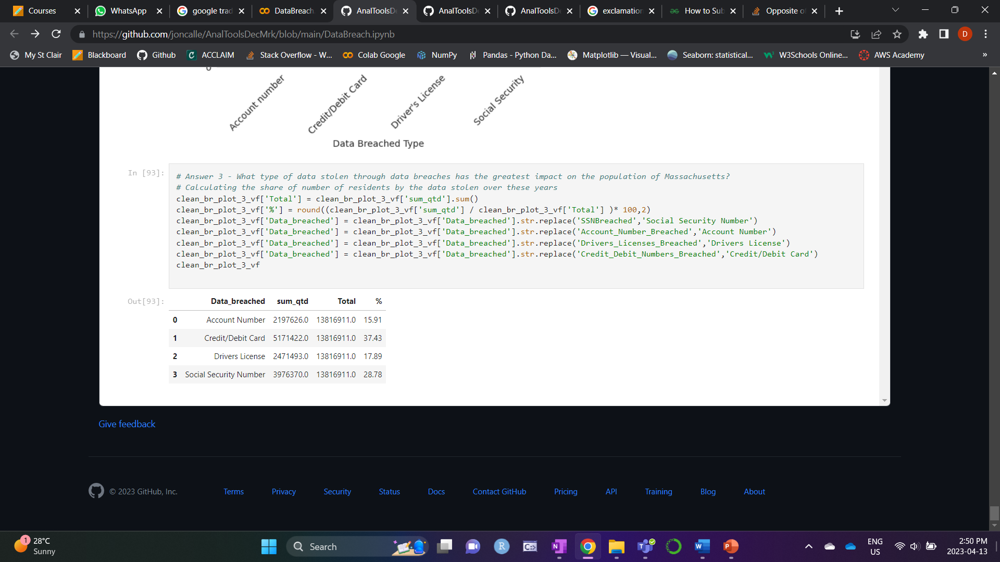 Courses
WhatsApp
google trad
DataBreach.
AnalToolsDe
AnalToolsDe
AnalToolsDe
exclamation
How to Sub
Opposite of
https://github.com/joncalle/AnalToolsDecMrk/blob/main/DataBreach.ipynb
D
My St Clair
Blackboard
Github
ACCLAIM
Stack Overflow - W...
Colab Google
NumPy
Pandas - Python Da...
Matplotlib — Visual...
Seaborn: statistical...
W3Schools Online...
AWS Academy
»
0
Account number
Credit/Debit Card
Driver's License
Social Security
Data Breached Type
In [93]:
# Answer 3 - What type of data stolen through data breaches has the greatest impact on the population of Massachusetts?
# Calculating the share of number of residents by the data stolen over these years
clean_br_plot_3_vf['Total'] = clean_br_plot_3_vf['sum_qtd'].sum()
clean_br_plot_3_vf['%'] = round((clean_br_plot_3_vf['sum_qtd'] / clean_br_plot_3_vf['Total'] )* 100,2)
clean_br_plot_3_vf['Data_breached'] = clean_br_plot_3_vf['Data_breached'].str.replace('SSNBreached','Social Security Number')
clean_br_plot_3_vf['Data_breached'] = clean_br_plot_3_vf['Data_breached'].str.replace('Account_Number_Breached','Account Number')
clean_br_plot_3_vf['Data_breached'] = clean_br_plot_3_vf['Data_breached'].str.replace('Drivers_Licenses_Breached','Drivers License')
clean_br_plot_3_vf['Data_breached'] = clean_br_plot_3_vf['Data_breached'].str.replace('Credit_Debit_Numbers_Breached','Credit/Debit Card')
clean_br_plot_3_vf
Out[93]:
Data_breached sum_qtd Total %
0 Account Number 2197626.0 13816911.0 15.91
1 Credit/Debit Card 5171422.0 13816911.0 37.43
2 Drivers License 2471493.0 13816911.0 17.89
3 Social Security Number 3976370.0 13816911.0 28.78
Give feedback
© 2023 GitHub, Inc.
Terms
Privacy
Security
Status
Docs
Contact GitHub
Pricing
API
Training
Blog
About
1
28°C
Sunny
Search
ENG
US
2:50 PM
2023-04-13